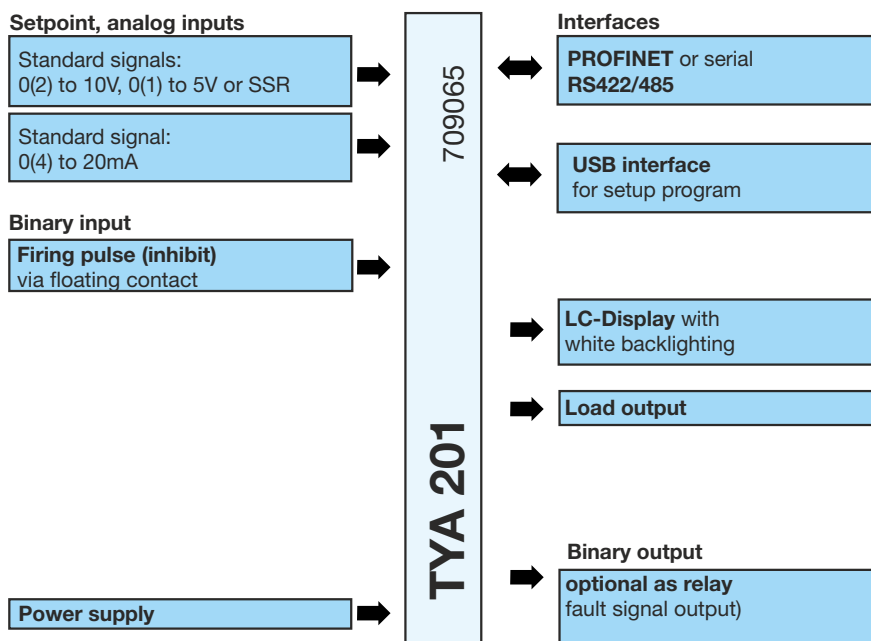 Setpoint, analog inputs
Standard signals:
0(2) to 10V, 0(1) to 5V or SSR
Standard signal:
0(4) to 20mA
Binary input
Firing pulse (inhibit)
via floating contact
Power supply
709065
TYA 201
Interfaces
PROFINET or serial
RS422/485
USB interface
for setup program
LC-Display with
white backlighting
Load output
Binary output
optional as relay
fault signal output)